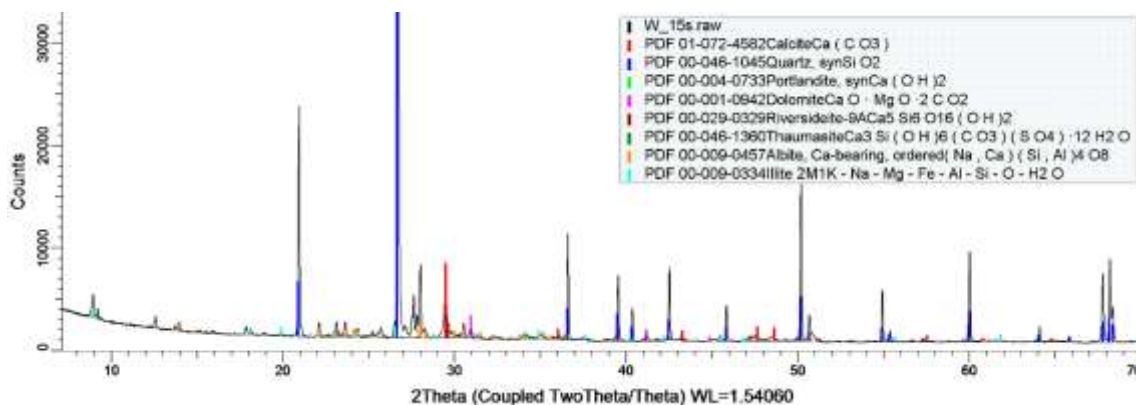 W_15s.raw
PDF 01-072-4582CalciteCa ( C O3 )
PDF 00-046-1045Quartz, synSi O2
PDF 00-004-0733Portlandite, synCa ( O H )2
PDF 00-001-0942DolomiteCa O · Mg O ·2 C O2
PDF 00-029-0329Riversideite-9ACa5 Si6 O16 ( O H )2
PDF 00-046-1360ThaumasiteCa3 Si ( O H )6 ( C O3 ) ( S O4 ) ·12 H2 O
PDF 00-009-0457Albite, Ca-bearing, ordered( Na , Ca ) ( Si , Al )4 O8
PDF 00-009-0334Illite 2M1K - Na - Mg - Fe - Al - Si - O - H2 O
Counts
30000
20000
10000
0
10 20 30 40 50 60 70
2Theta (Coupled TwoTheta/Theta) WL=1.54060